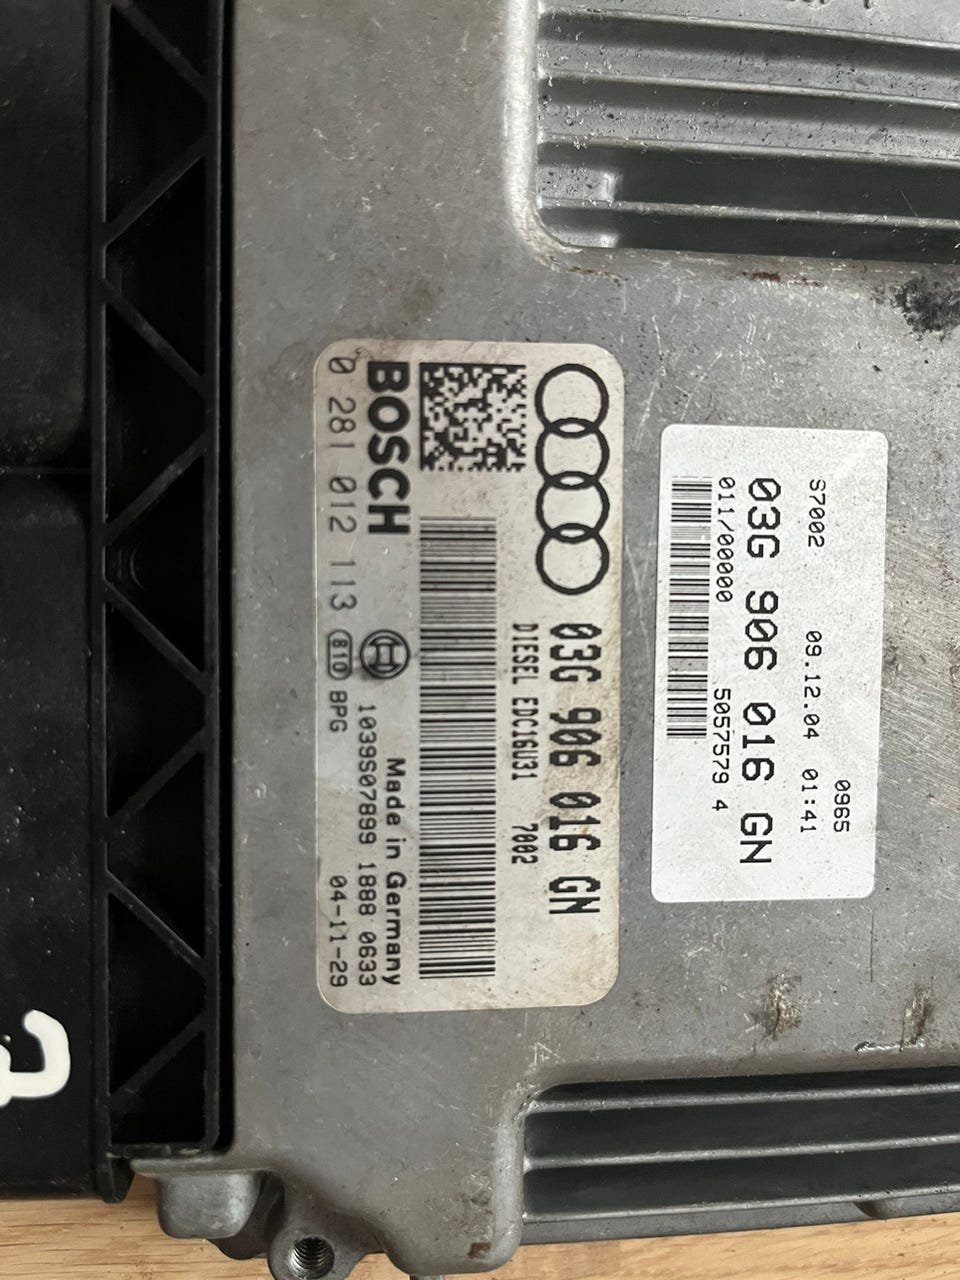 S7002 09.12.04 01:41 0965
03G 906 016 GN
011/00000 5057579 4
03G 906 016 GN
DIESEL EDC16U31 7002
BOSCH
Made in Germany
1039S07899 1888 0633
0 281 012 113 810 BPG 04-11-29